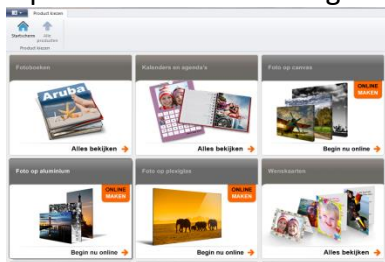 Product kiezen
Startscherm
Alle
producten
Product kiezen
Fotoboeken
Kalenders en agenda's
Foto op canvas
Aruba
ONLINE
MAKEN
Alles bekijken
Alles bekijken
Begin nu online
Foto op aluminium
Foto op plexiglas
Wenskaarten
ONLINE
MAKEN
ONLINE
MAKEN
Begin nu online
Begin nu online
Alles bekijken